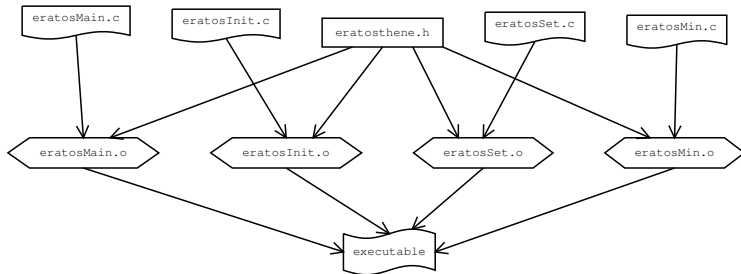 eratosMain.c
eratosInit.c
eratosthene.h
eratosSet.c
eratosMin.c
eratosMain.o
eratosInit.o
eratosSet.o
eratosMin.o
executable